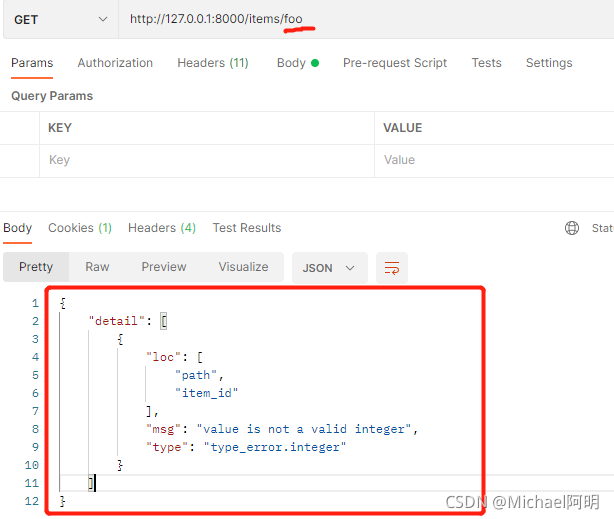 GET http://127.0.0.1:8000/items/foo
Params Authorization Headers (11) Body Pre-request Script Tests Settings
Query Params
KEY VALUE
Key Value
Body Cookies (1) Headers (4) Test Results Stat
Pretty Raw Preview Visualize JSON
1 {
2 "detail": [
3 {
4 "loc": [
5 "path",
6 "item_id"
7 ],
8 "msg": "value is not a valid integer",
9 "type": "type_error.integer"
10 }
11 ]
12 }
CSDN @Michael阿明